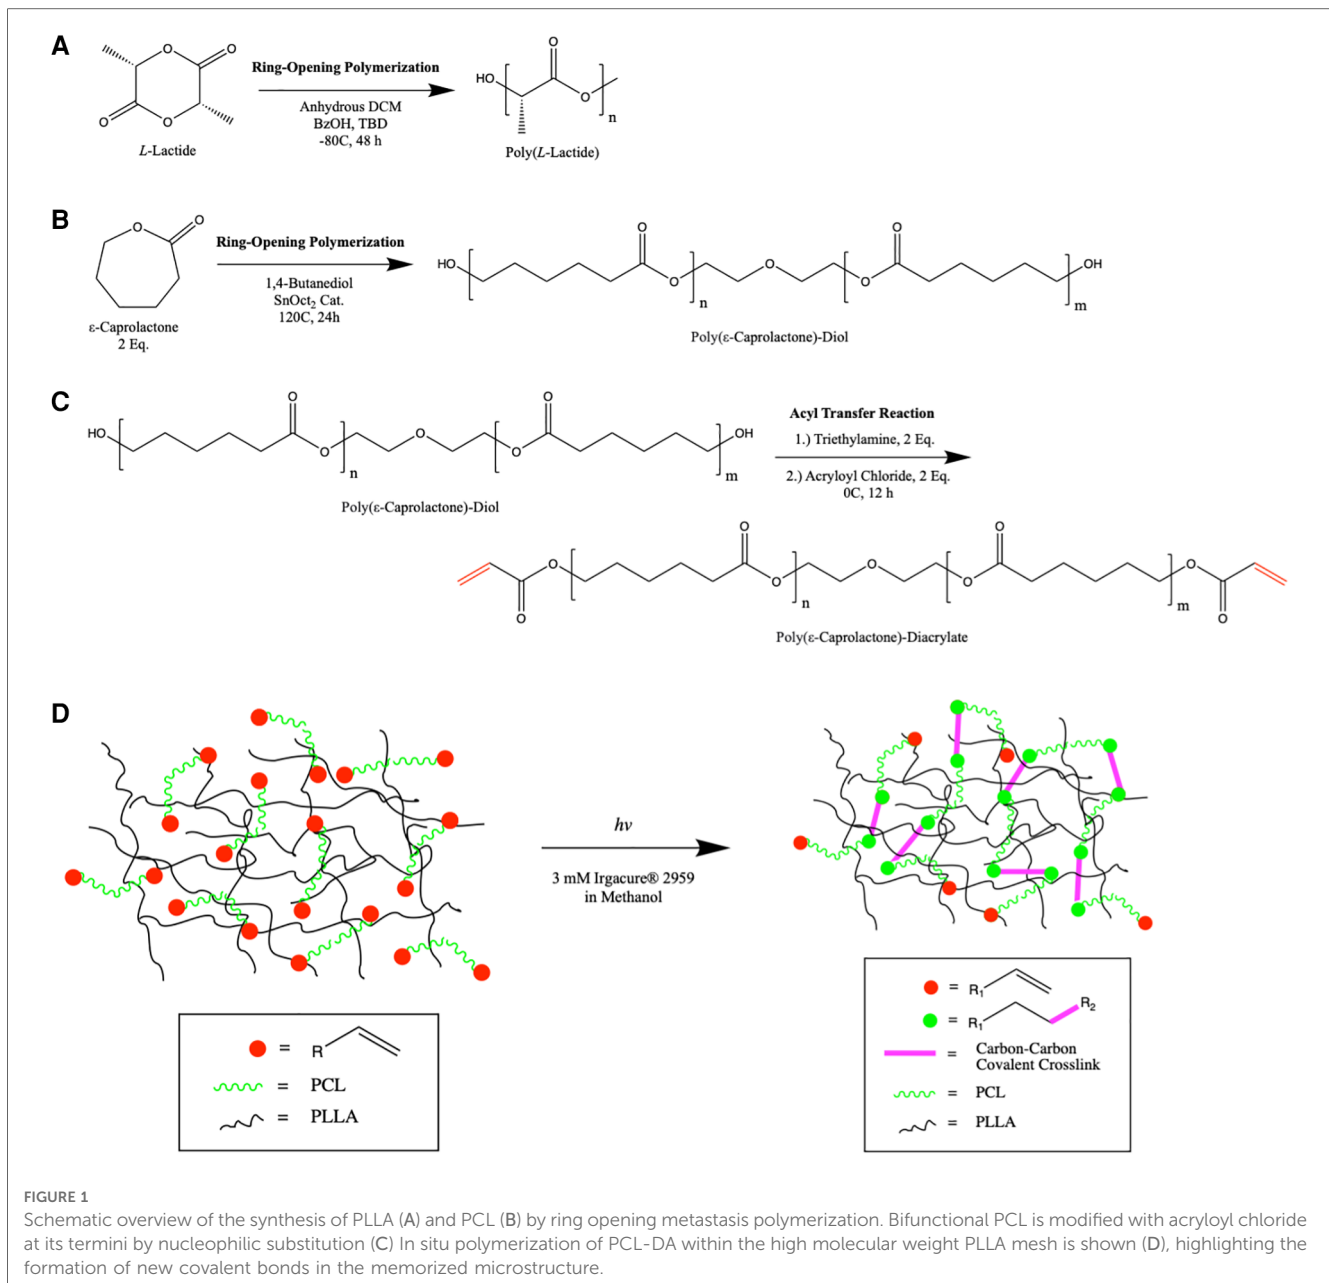 A
O
O
O
O
L-Lactide
Ring-Opening Polymerization
Anhydrous DCM
BzOH, TBD
-80C, 48 h
HO
O
O
n
Poly(L-Lactide)
B
O
O
ε-Caprolactone
2 Eq.
Ring-Opening Polymerization
1,4-Butanediol
SnOct2 Cat.
120C, 24h
HO
O
O
n
O
O
O
m
OH
Poly(ε-Caprolactone)-Diol
C
HO
O
O
n
O
O
O
m
OH
Poly(ε-Caprolactone)-Diol
Acyl Transfer Reaction
1.) Triethylamine, 2 Eq.
2.) Acryloyl Chloride, 2 Eq.
0C, 12 h
O
O
O
O
n
O
O
O
m
O
O
Poly(ε-Caprolactone)-Diacrylate
D
hv
3 mM Irgacure® 2959
in Methanol
= R
= PCL
= PLLA
= R1
= R1 R2
= Carbon-Carbon
Covalent Crosslink
= PCL
= PLLA
FIGURE 1
Schematic overview of the synthesis of PLLA (A) and PCL (B) by ring opening metastasis polymerization. Bifunctional PCL is modified with acryloyl chloride
at its termini by nucleophilic substitution (C) In situ polymerization of PCL-DA within the high molecular weight PLLA mesh is shown (D), highlighting the
formation of new covalent bonds in the memorized microstructure.